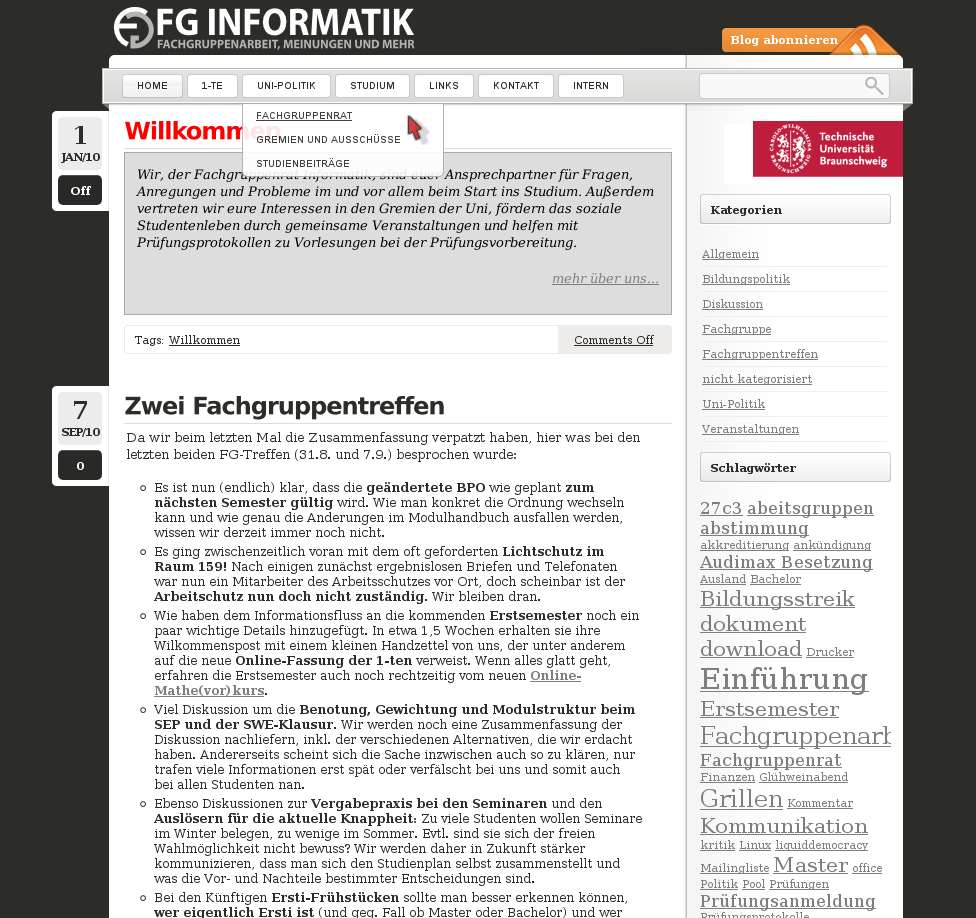 FG INFORMATIK
FACHGRUPPENARBEIT, MEINUNGEN UND MEHR
Blog abonnieren
HOME 1-TE UNI-POLITIK STUDIUM LINKS KONTAKT INTERN
FACHGRUPPENRAT
GREMIEN UND AUSSCHÜSSE
STUDIENBEITRÄGE
1
JAN/10
Off
Willkommen
Wir, der Fachgruppenrat Informatik, sind euer Ansprechpartner für Fragen,
Anregungen und Probleme im und vor allem beim Start ins Studium. Außerdem
vertreten wir eure Interessen in den Gremien der Uni, fördern das soziale
Studentenleben durch gemeinsame Veranstaltungen und helfen mit
Prüfungsprotokollen zu Vorlesungen bei der Prüfungsvorbereitung.
mehr über uns...
Tags: Willkommen
Comments Off
7
SEP/10
0
Zwei Fachgruppentreffen
Da wir beim letzten Mal die Zusammenfassung verpatzt haben, hier was bei den
letzten beiden FG-Treffen (31.8. und 7.9.) besprochen wurde:
Es ist nun (endlich) klar, dass die geändertete BPO wie geplant zum
nächsten Semester gültig wird. Wie man konkret die Ordnung wechseln
kann und wie genau die Änderungen im Modulhandbuch ausfallen werden,
wissen wir derzeit immer noch nicht.
Es ging zwischenzeitlich voran mit dem oft geforderten Lichtschutz im
Raum 159! Nach einigen zunächst ergebnislosen Briefen und Telefonaten
war nun ein Mitarbeiter des Arbeitsschutzes vor Ort, doch scheinbar ist der
Arbeitschutz nun doch nicht zuständig. Wir bleiben dran.
Wie haben dem Informationsfluss an die kommenden Erstsemester noch ein
paar wichtige Details hinzugefügt. In etwa 1,5 Wochen erhalten sie ihre
Wilkommenspost mit einem kleinen Handzettel von uns, der unter anderem
auf die neue Online-Fassung der 1-ten verweist. Wenn alles glatt geht,
erfahren die Erstsemester auch noch rechtzeitig vom neuen Online-
Mathe(vor)kurs.
Viel Diskussion um die Benotung, Gewichtung und Modulstruktur beim
SEP und der SWE-Klausur. Wir werden noch eine Zusammenfassung der
Diskussion nachliefern, inkl. der verschiedenen Alternativen, die wir erdacht
haben. Andererseits scheint sich die Sache inzwischen auch so zu klären, nur
trafen viele Informationen erst spät oder verfälscht bei uns und somit auch
bei allen Studenten nan.
Ebenso Diskussionen zur Vergabepraxis bei den Seminaren und den
Auslösern für die aktuelle Knappheit: Zu viele Studenten wollen Seminare
im Winter belegen, zu wenige im Sommer. Evtl. sind sie sich der freien
Wahlmöglichkeit nicht bewuss? Wir werden daher in Zukunft stärker
kommunizieren, dass man sich den Studienplan selbst zusammenstellt und
was die Vor- und Nachteile bestimmter Entscheidungen sind.
Bei den Künftigen Ersti-Frühstücken sollte man besser erkennen können,
wer eigentlich Ersti ist (und geg. Fall ob Master oder Bachelor) und wer
Technische
Universität
Braunschweig
Kategorien
Allgemein
Bildungspolitik
Diskussion
Fachgruppe
Fachgruppentreffen
nicht kategorisiert
Uni-Politik
Veranstaltungen
Schlagwörter
27c3 abeitsgruppen
abstimmung
akkreditierung ankündigung
Audimax Besetzung
Ausland Bachelor
Bildungsstreik
dokument
download Drucker
Einführung
Erstsemester
Fachgruppenarb
Fachgruppenrat
Finanzen Glühweinabend
Grillen Kommentar
Kommunikation
kritik Linux liquiddemocracy
Mailingliste Master office
Politik Pool Prüfungen
Prüfungsanmeldung
Prüfungsprotokolle